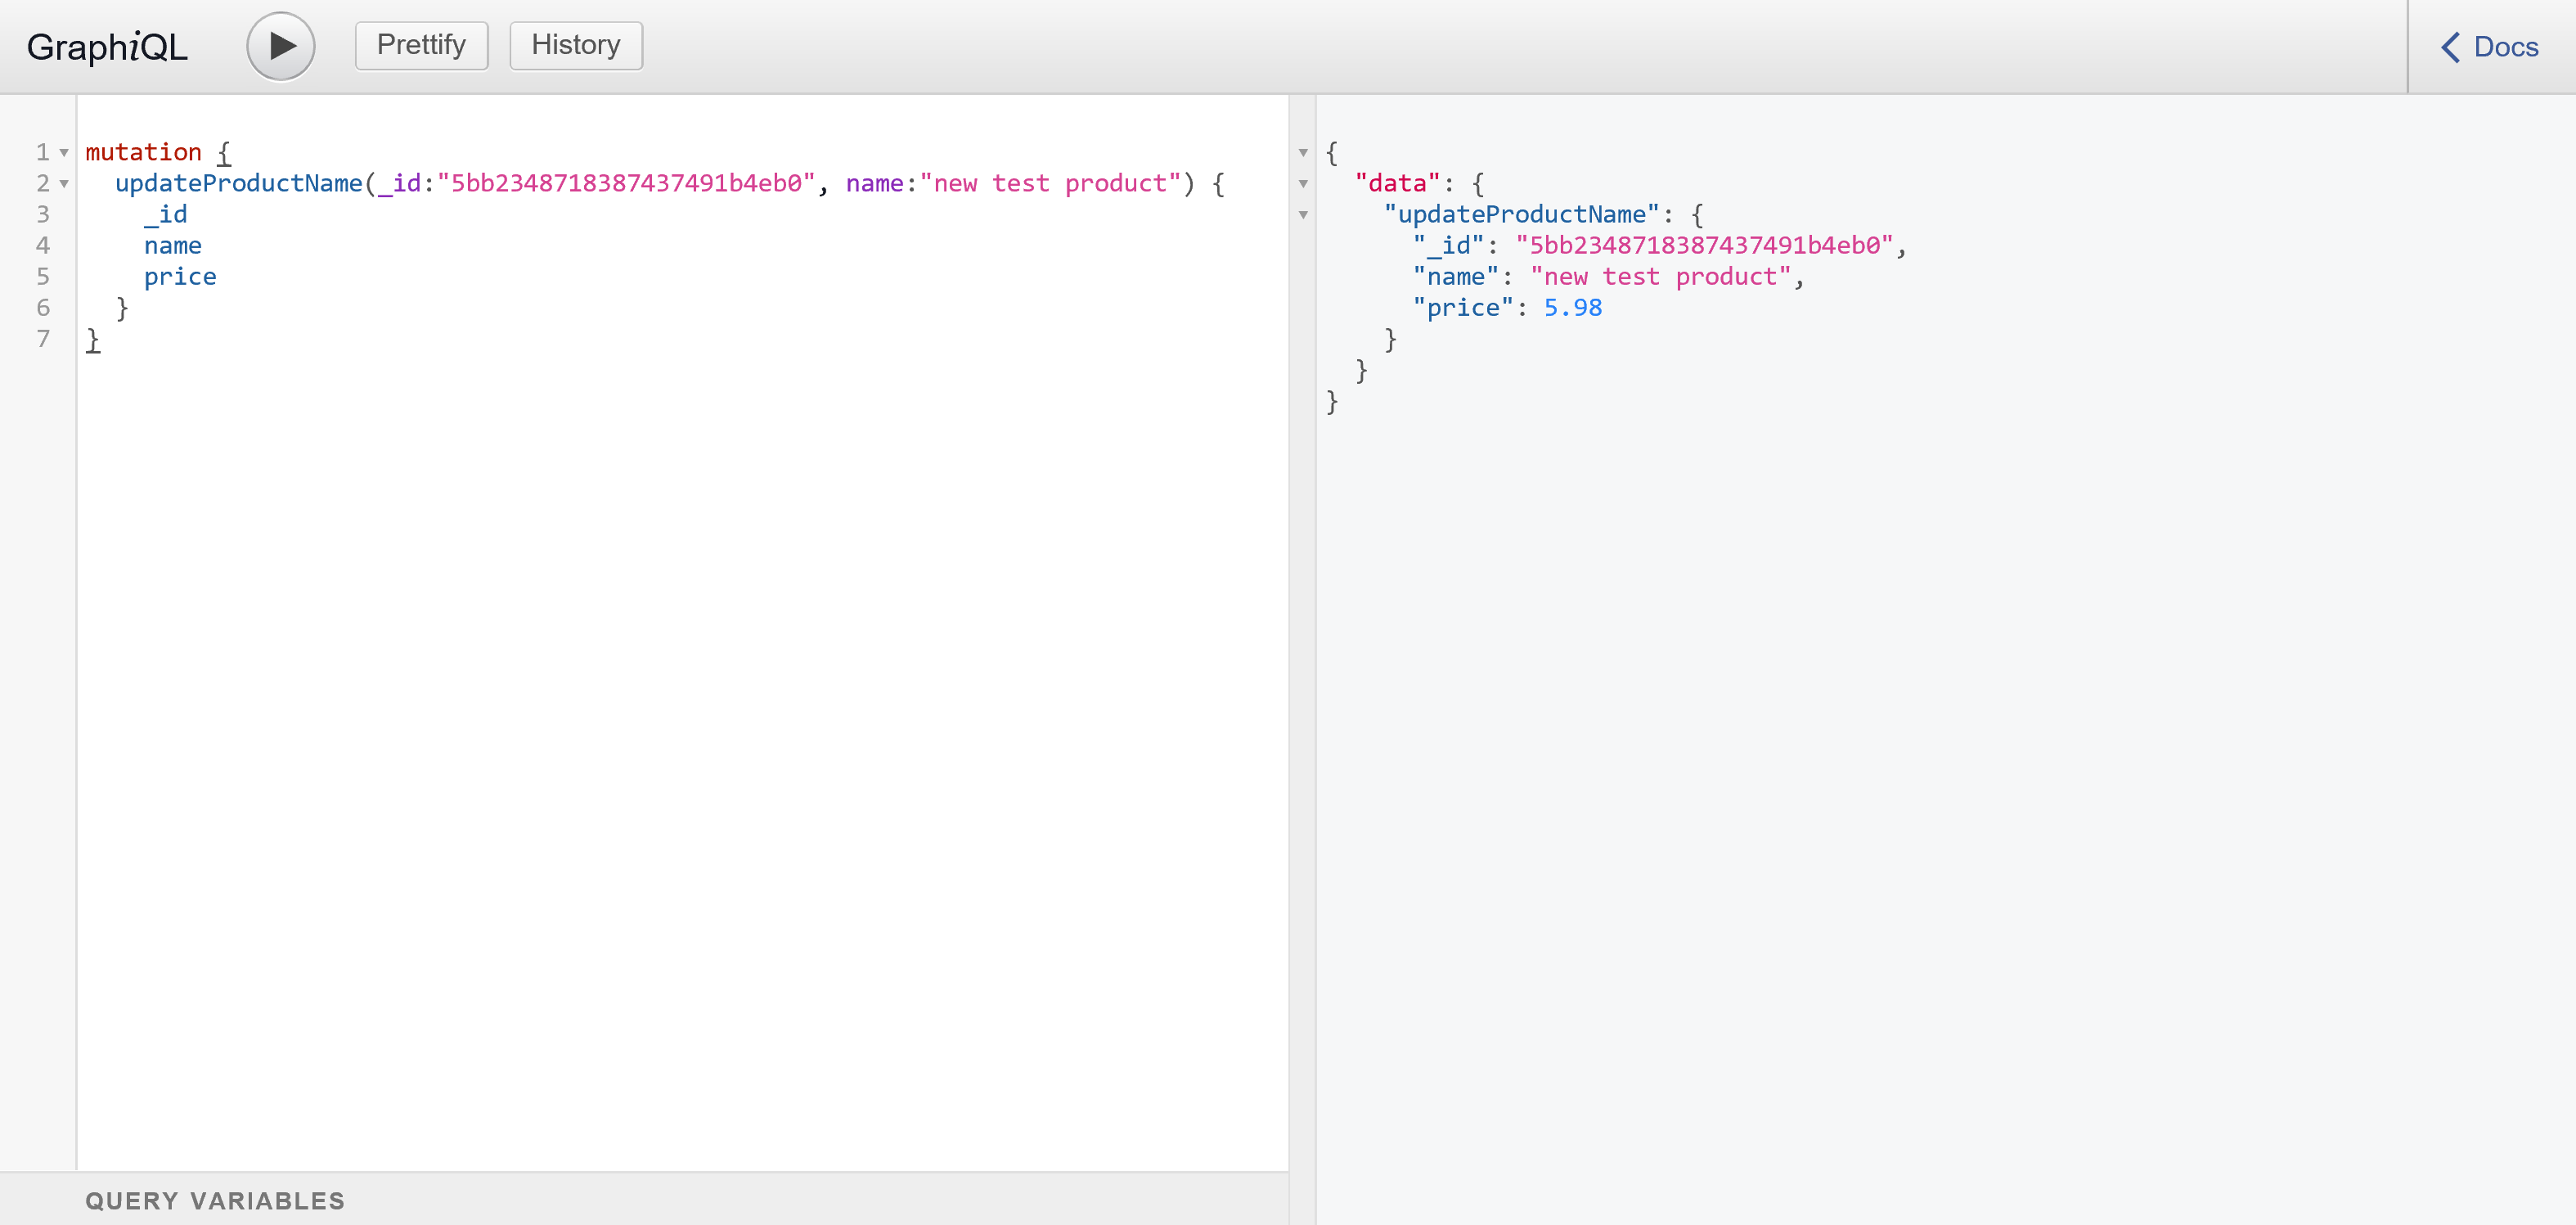 GraphiQL Prettify History Docs
1 mutation {
2 updateProductName(_id:"5bb2348718387437491b4eb0", name:"new test product") {
3 _id
4 name
5 price
6 }
7 }
{
"data": {
"updateProductName": {
"_id": "5bb2348718387437491b4eb0",
"name": "new test product",
"price": 5.98
}
}
}
QUERY VARIABLES